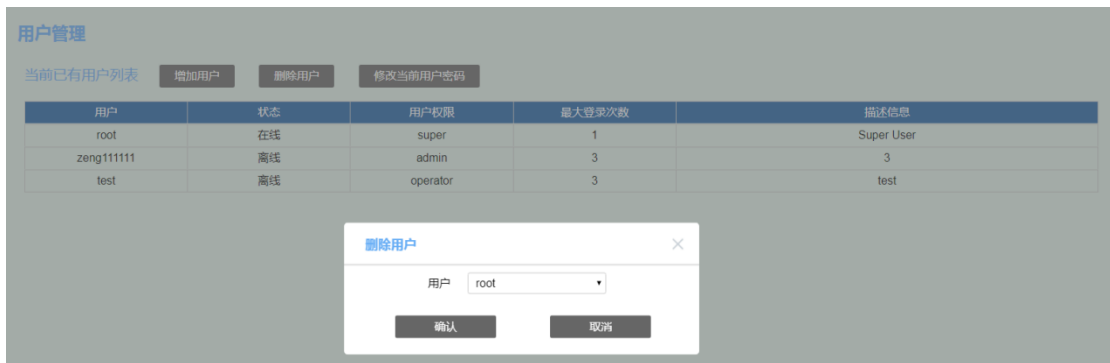 用户管理
当前已有用户列表 增加用户 删除用户 修改当前用户密码
用户 状态 用户权限 最大登录次数 描述信息
root 在线 super 1 Super User
zeng111111 离线 admin 3 3
test 离线 operator 3 test
删除用户
用户 root
确认 取消